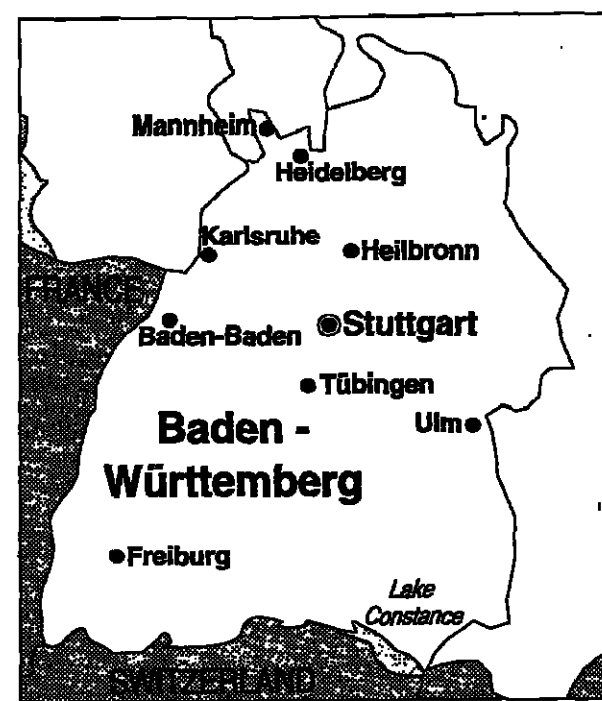 Mannheim
Heidelberg
Karlsruhe
Heilbronn
FRANCE
Baden-Baden
Stuttgart
Tübingen
Ulm
Baden -
Württemberg
Freiburg
Lake
Constance
SWITZERLAND